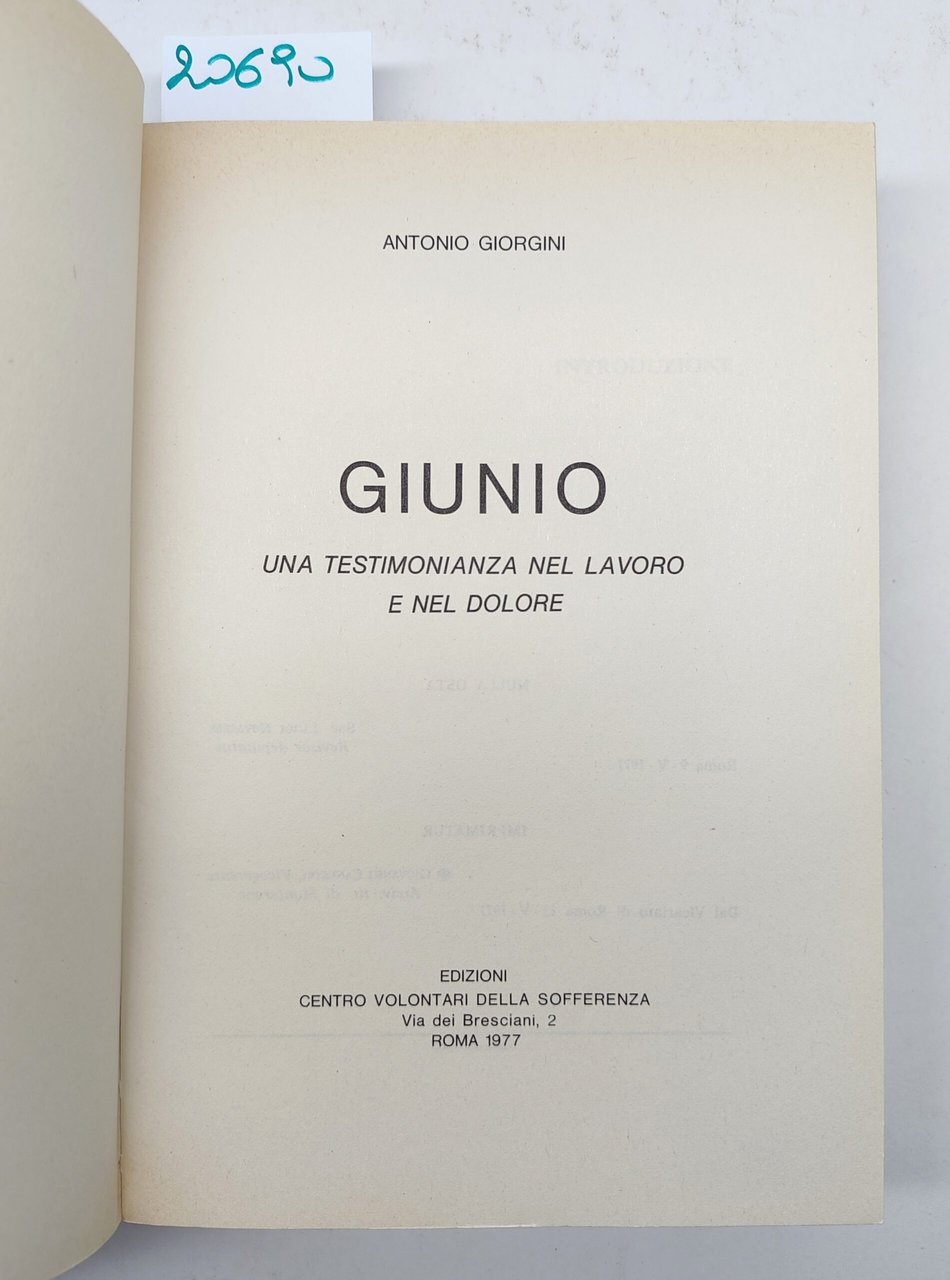 20690
ANTONIO GIORGINI
GIUNIO
UNA TESTIMONIANZA NEL LAVORO
E NEL DOLORE
EDIZIONI
CENTRO VOLONTARI DELLA SOFFERENZA
Via dei Bresciani, 2
ROMA 1977